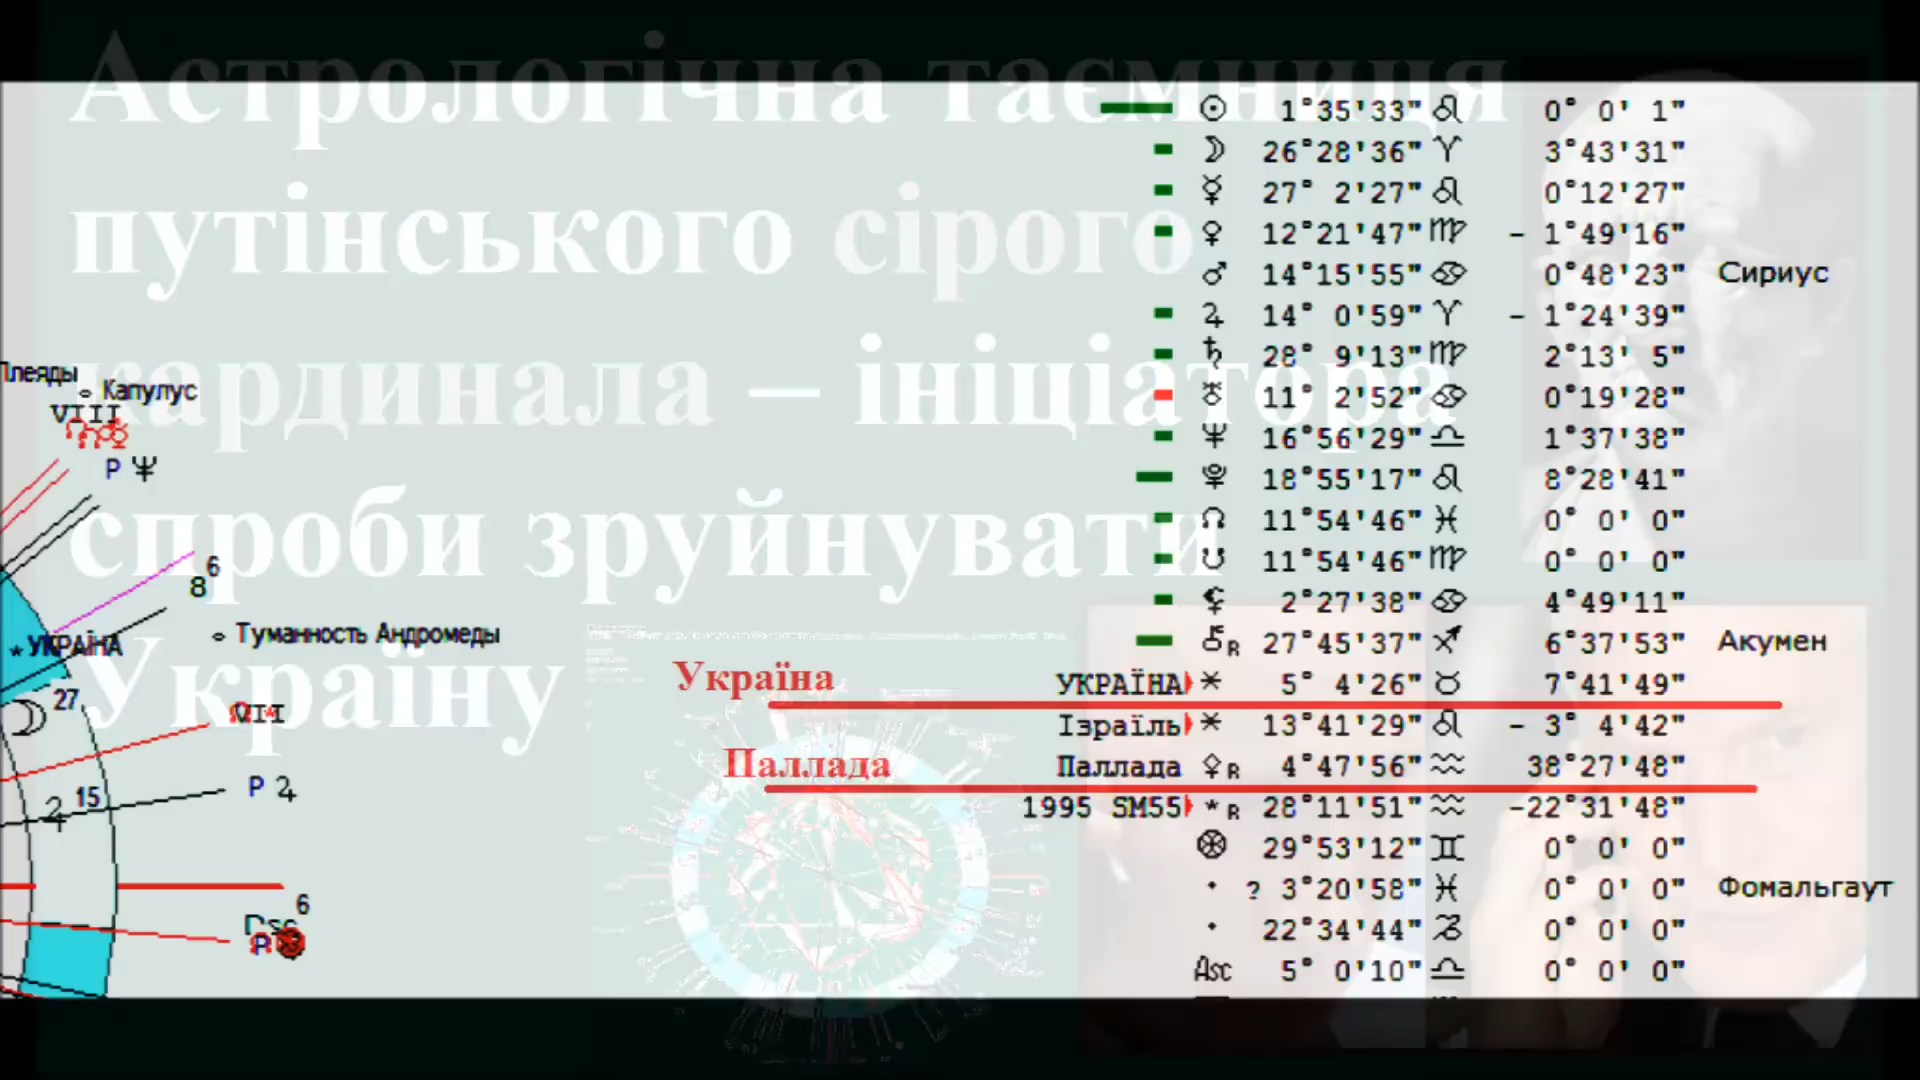 Астрологічна таємниця
путінського сірого
кардинала – ініціатора
спроби зруйнувати
Україну
Плеяды
Капулус
VIII
P ♆
6
8
УКРАЇНА
Туманность Андромеды
27
VII
P ♃
♃ 15
6
Dsc
P
☉ 1°35'33" ♌ 0° 0' 1"
☽ 26°28'36" ♈ 3°43'31"
☿ 27° 2'27" ♌ 0°12'27"
♀ 12°21'47" ♍ - 1°49'16"
♂ 14°15'55" ♋ 0°48'23" Сириус
♃ 14° 0'59" ♈ - 1°24'39"
♄ 28° 9'13" ♍ 2°13' 5"
♅ 11° 2'52" ♋ 0°19'28"
♆ 16°56'29" ♎ 1°37'38"
♇ 18°55'17" ♌ 8°28'41"
☊ 11°54'46" ♓ 0° 0' 0"
☋ 11°54'46" ♍ 0° 0' 0"
⚸ 2°27'38" ♋ 4°49'11"
⚷ R 27°45'37" ♐ 6°37'53" Акумен
Україна
УКРАЇНА 5° 4'26" ♉ 7°41'49"
Ізраїль 13°41'29" ♌ - 3° 4'42"
Паллада
Паллада ⚴ R 4°47'56" ♒ 38°27'48"
1995 SM55 * R 28°11'51" ♒ -22°31'48"
⊗ 29°53'12" ♊ 0° 0' 0"
· ? 3°20'58" ♓ 0° 0' 0" Фомальгаут
· 22°34'44" ♑ 0° 0' 0"
Asc 5° 0'10" ♎ 0° 0' 0"